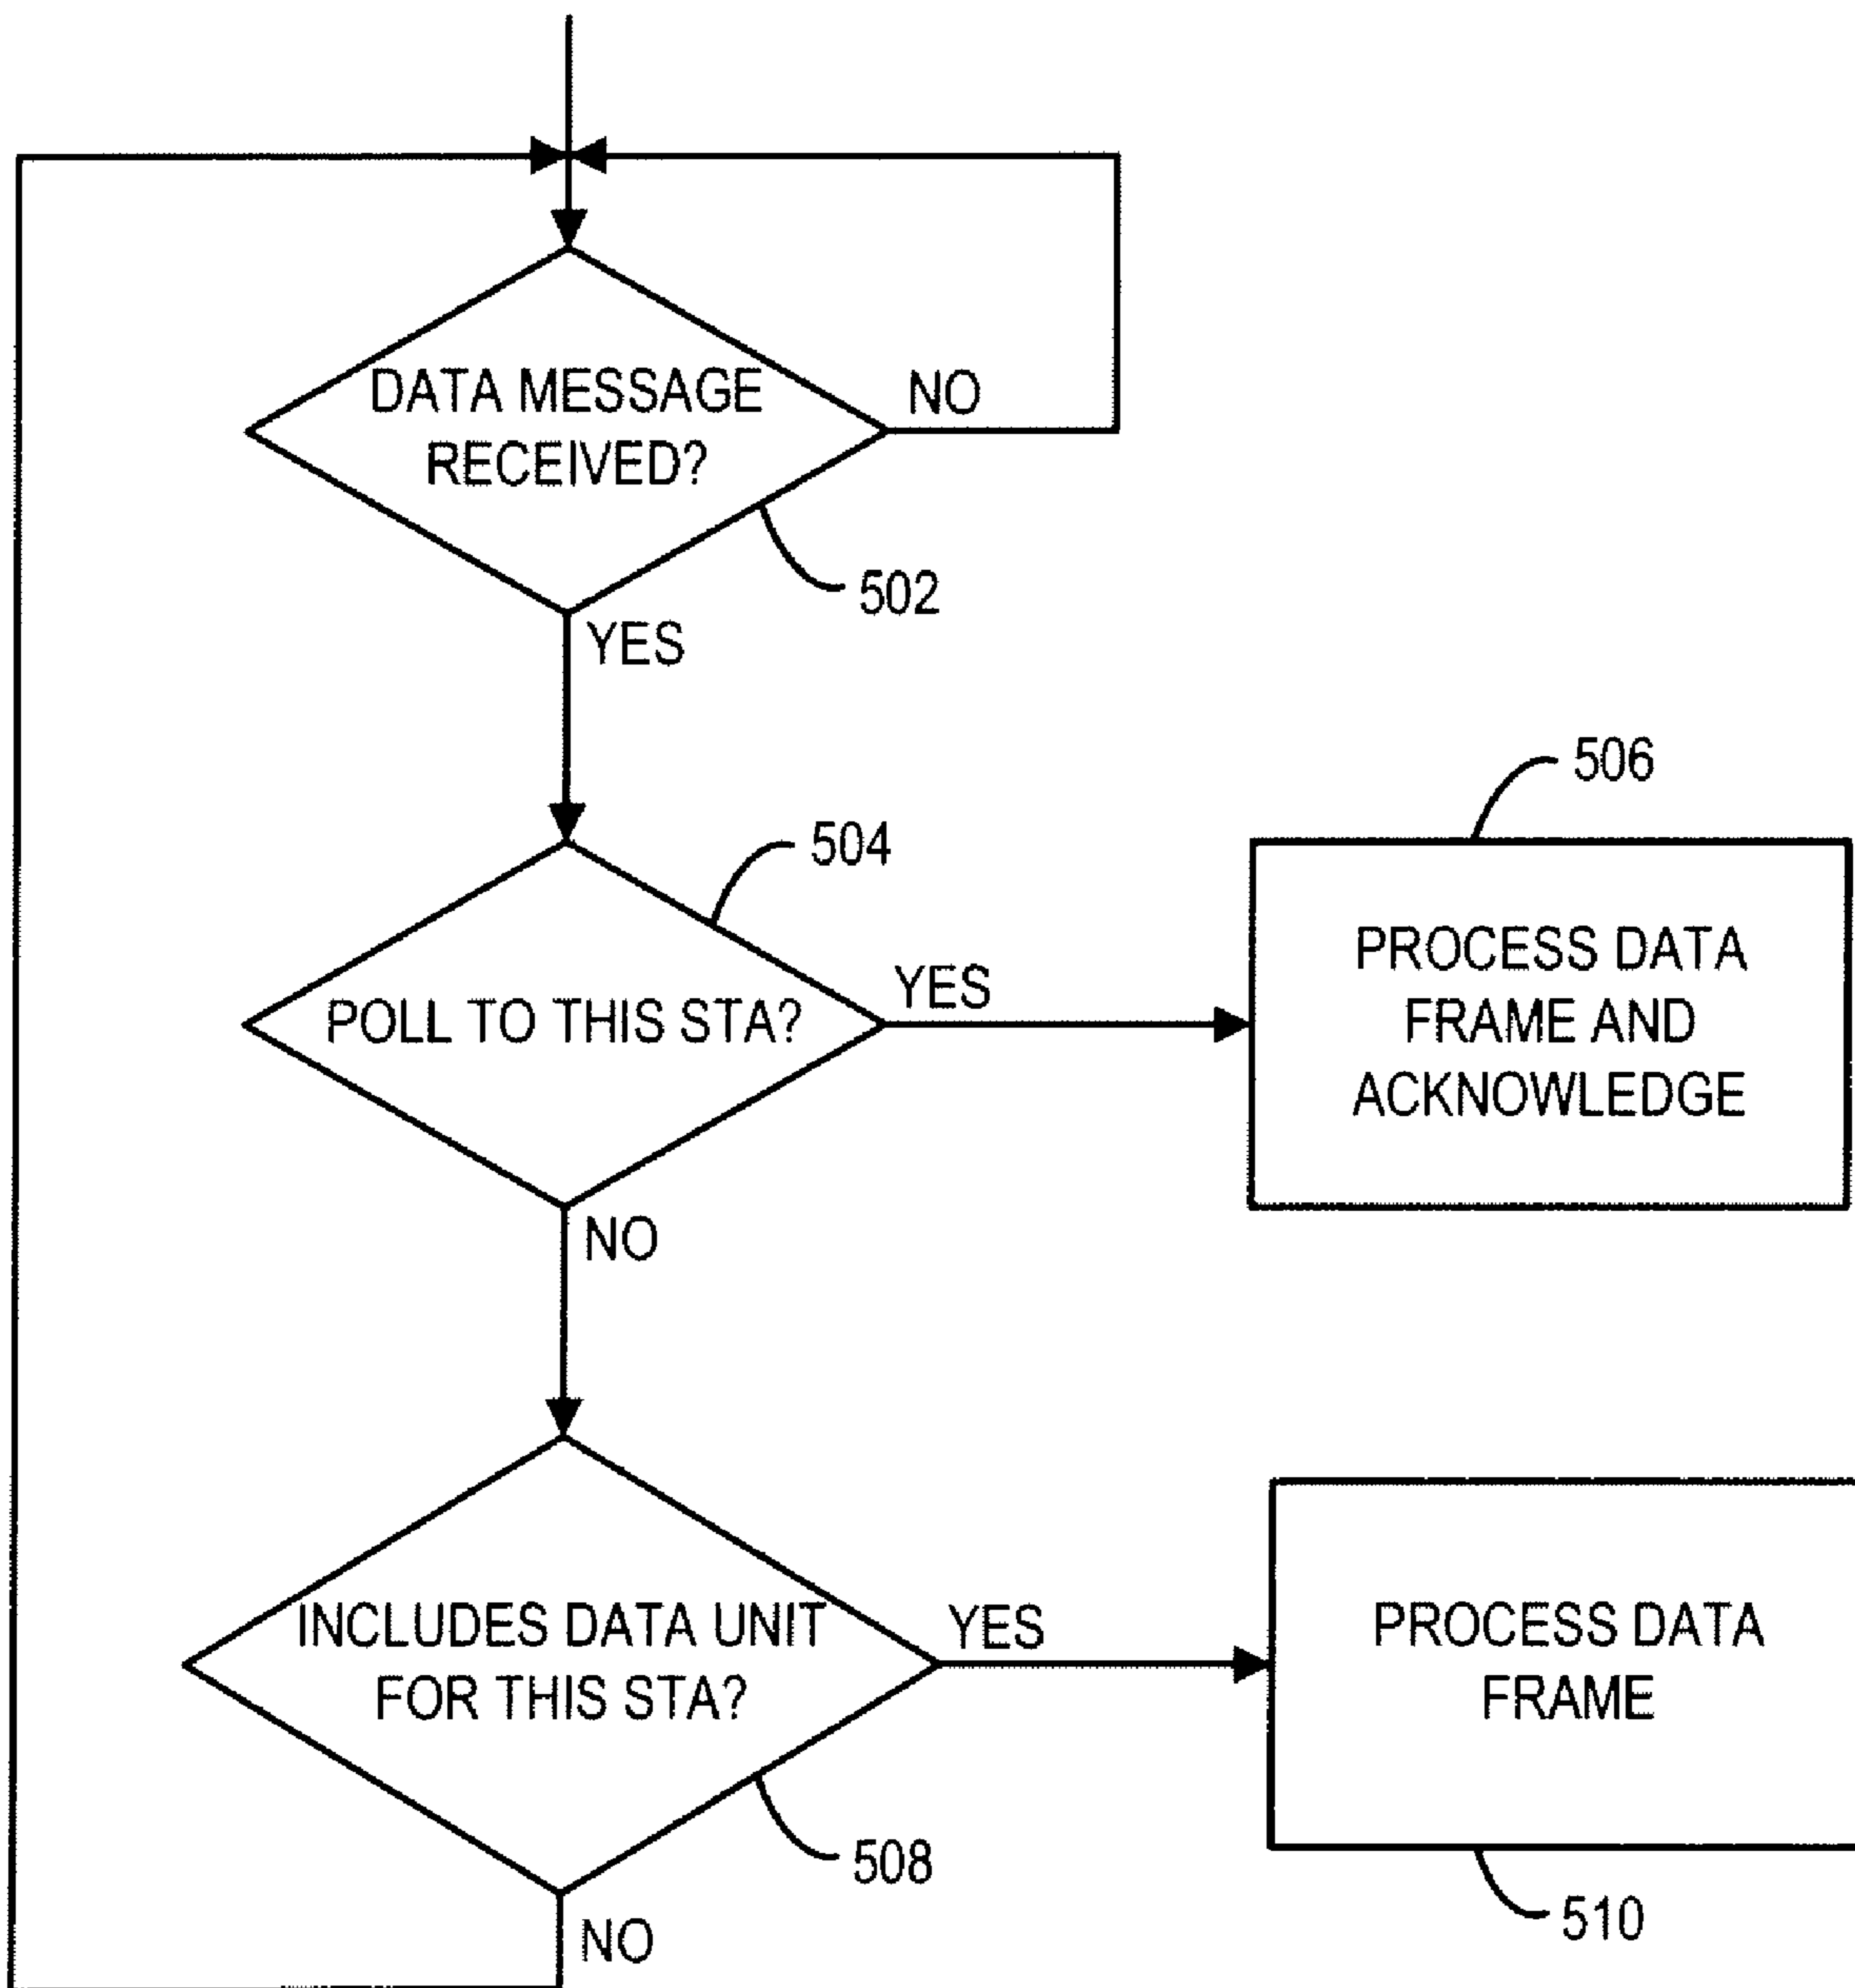 DATA MESSAGE
RECEIVED?
NO
502
YES
506
504
POLL TO THIS STA?
YES
PROCESS DATA
FRAME AND
ACKNOWLEDGE
NO
INCLUDES DATA UNIT
FOR THIS STA?
YES
PROCESS DATA
FRAME
508
510
NO